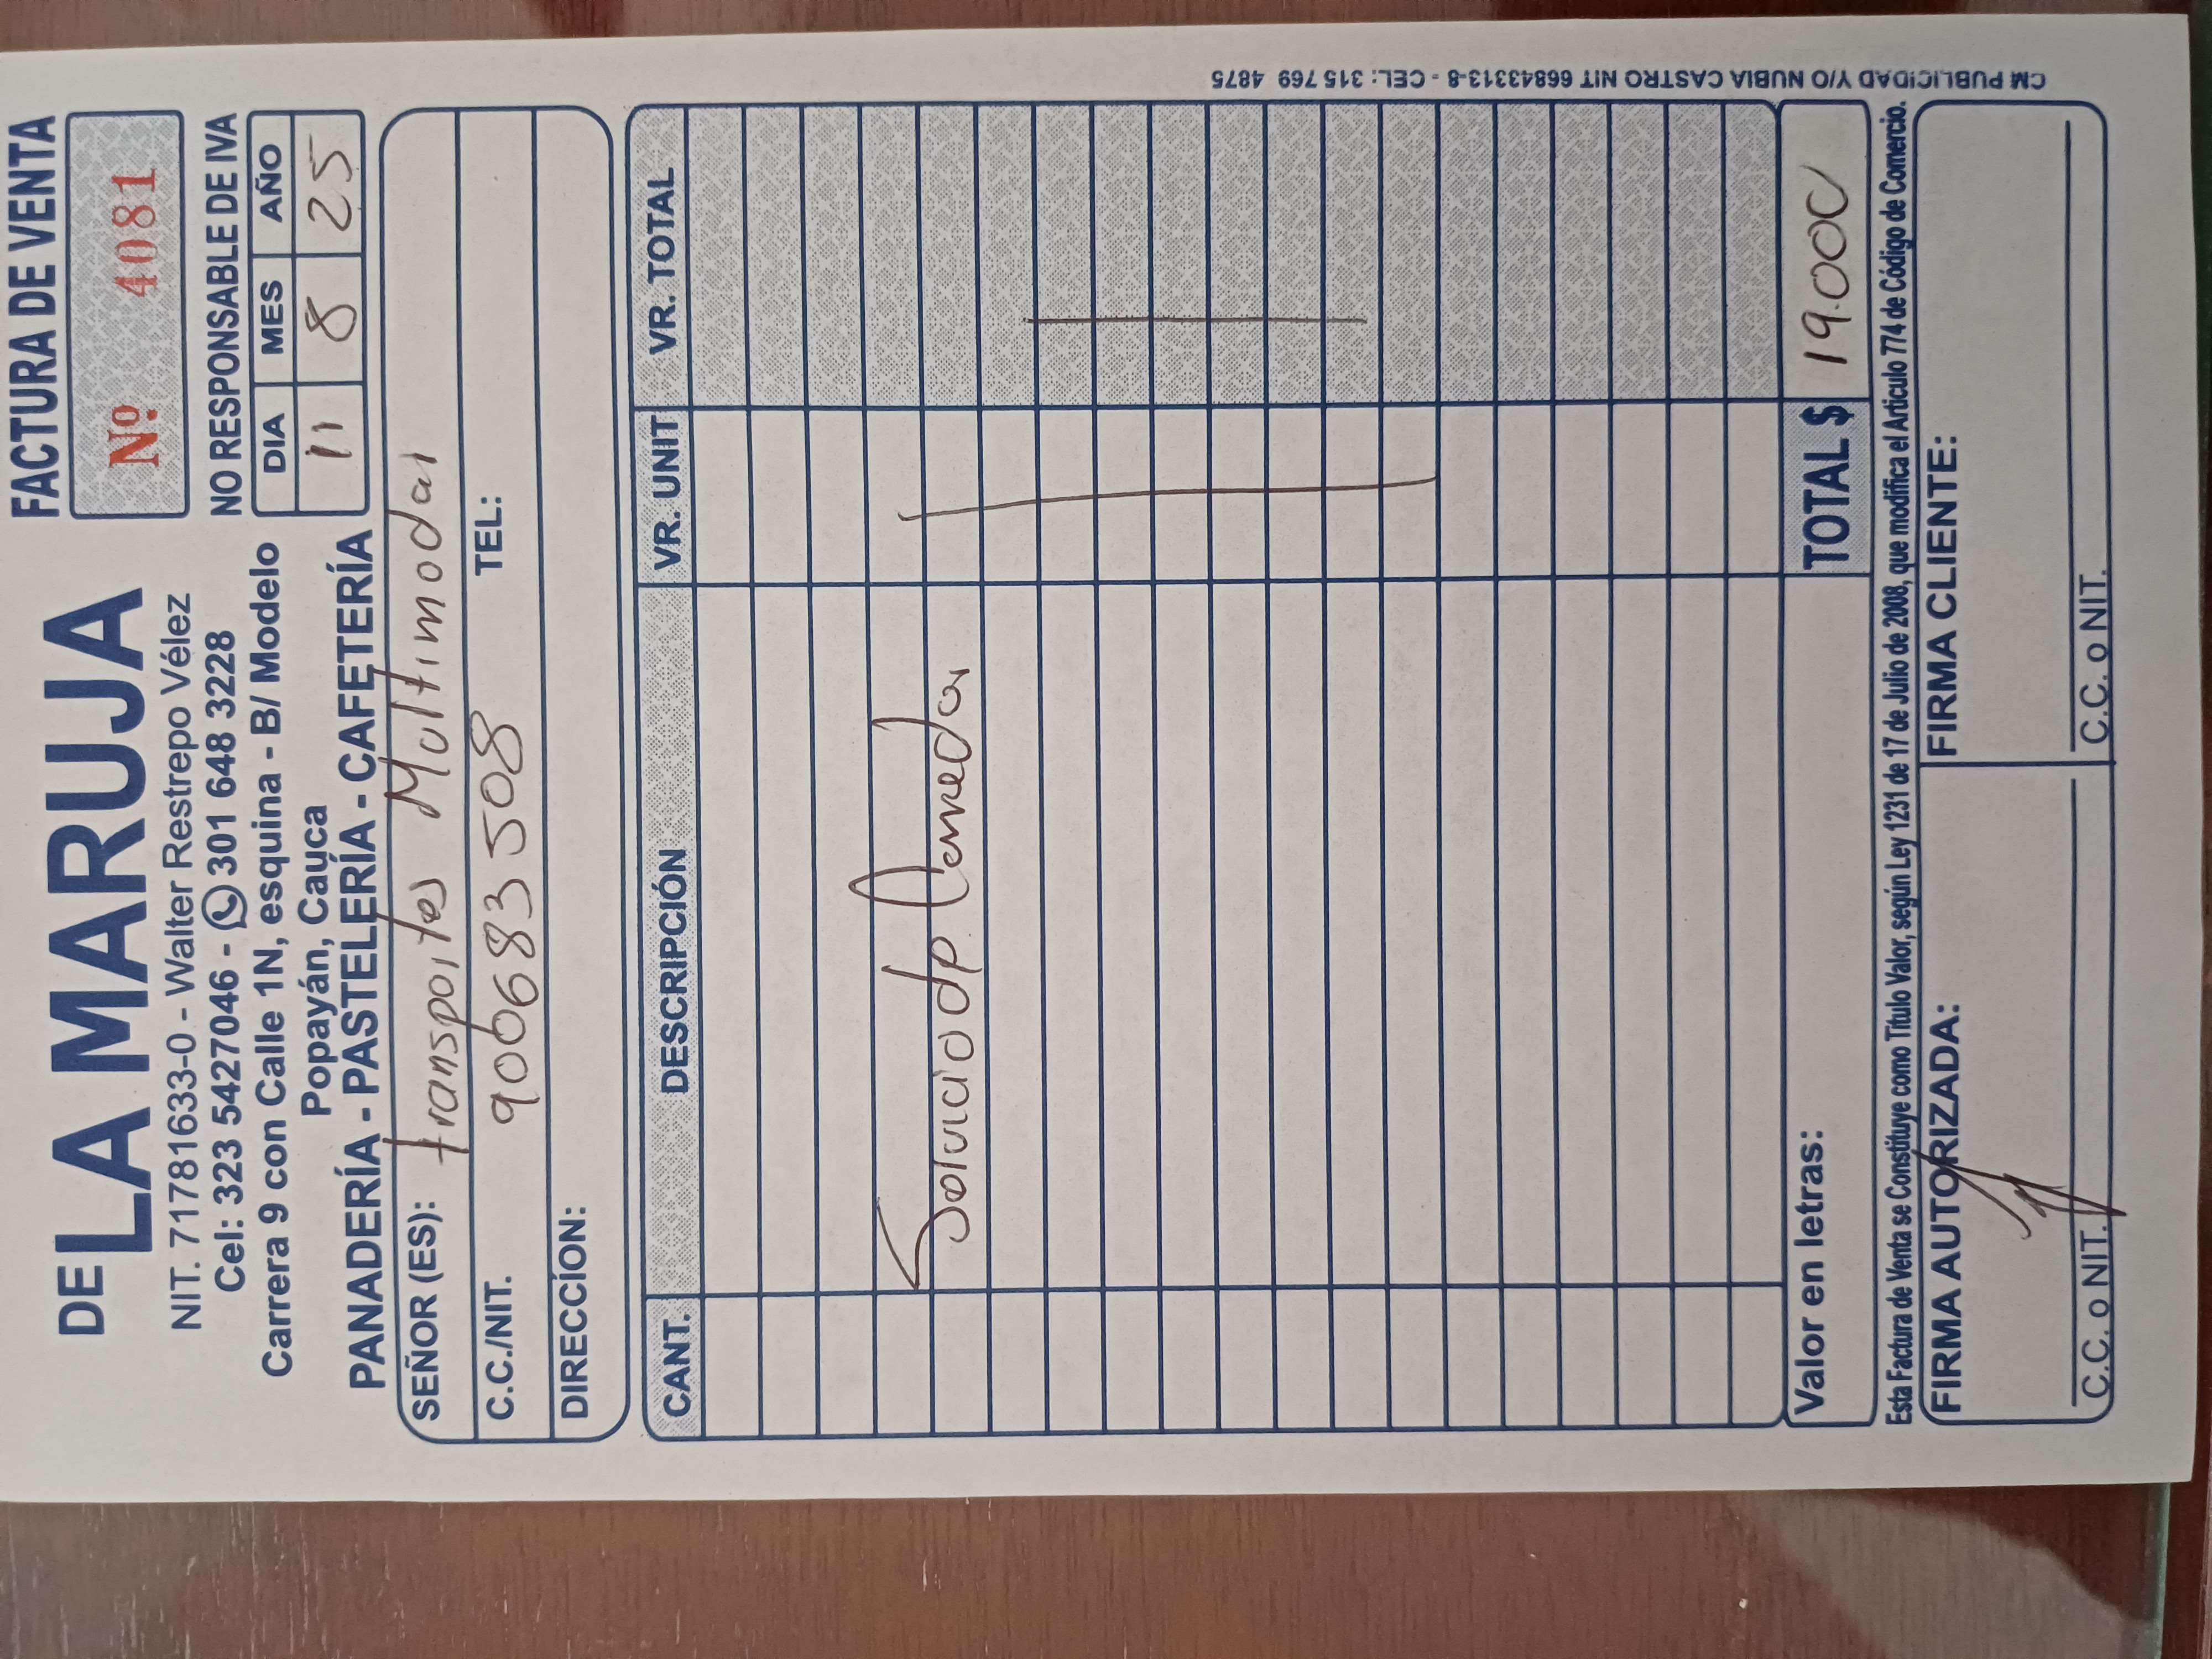 DE LA MARUJA
NIT. 71781633-0 - Walter Restrepo Vélez
Cel: 323 5427046 - 301 648 3228
Carrera 9 con Calle 1N, esquina - B/ Modelo
Popayán, Cauca
PANADERÍA - PASTELERÍA - CAFETERÍA
FACTURA DE VENTA
Nº 4081
NO RESPONSABLE DE IVA
DIA MES AÑO
11 8 25
SEÑOR (ES): transportes Multimodal
C.C./NIT. 900683508 TEL:
DIRECCÍON:
CANT. DESCRIPCIÓN VR. UNIT VR. TOTAL
Servicio de
Valor en letras: TOTAL $ 19.000
Esta Factura de Venta se Constituye como Título Valor, según Ley 1231 de 17 de Julio de 2008, que modifica el Artículo 774 de Código de Comercio.
FIRMA AUTORIZADA: FIRMA CLIENTE:
C.C. o NIT. C.C. o NIT.
CM PUBLICIDAD Y/O NUBIA CASTRO NIT 66843313-8 - CEL: 315 769 4875